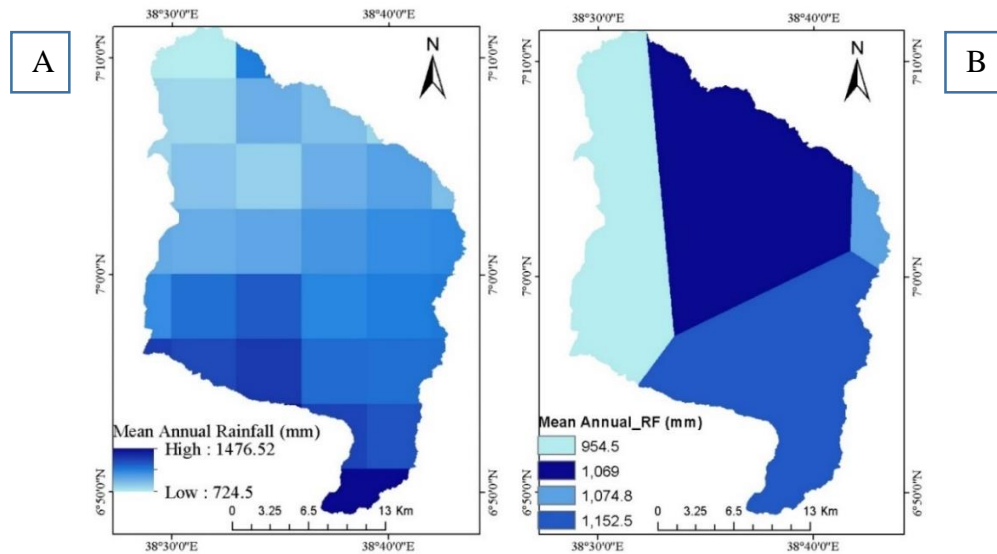 38°30'0"E 38°40'0"E
A
N
7°10'0"N 7°10'0"N
7°0'0"N 7°0'0"N
6°50'0"N 6°50'0"N
Mean Annual Rainfall (mm)
High : 1476.52
Low : 724.5
0 3.25 6.5 13 Km
38°30'0"E 38°40'0"E
38°30'0"E 38°40'0"E
B
N
7°10'0"N 7°10'0"N
7°0'0"N 7°0'0"N
6°50'0"N 6°50'0"N
Mean Annual_RF (mm)
954.5
1,069
1,074.8
1,152.5
0 3.25 6.5 13 Km
38°30'0"E 38°40'0"E